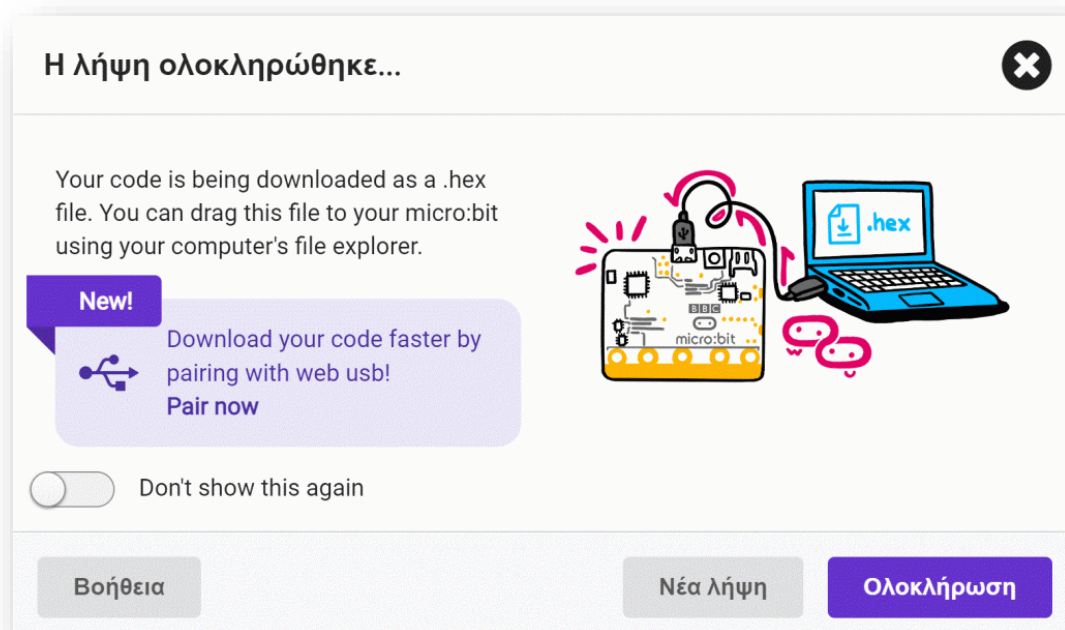 Η λήψη ολοκληρώθηκε...
Your code is being downloaded as a .hex
file. You can drag this file to your micro:bit
using your computer's file explorer.
New!
Download your code faster by
pairing with web usb!
Pair now
.hex
BBC
micro:bit
Don't show this again
Βοήθεια
Νέα λήψη
Ολοκλήρωση